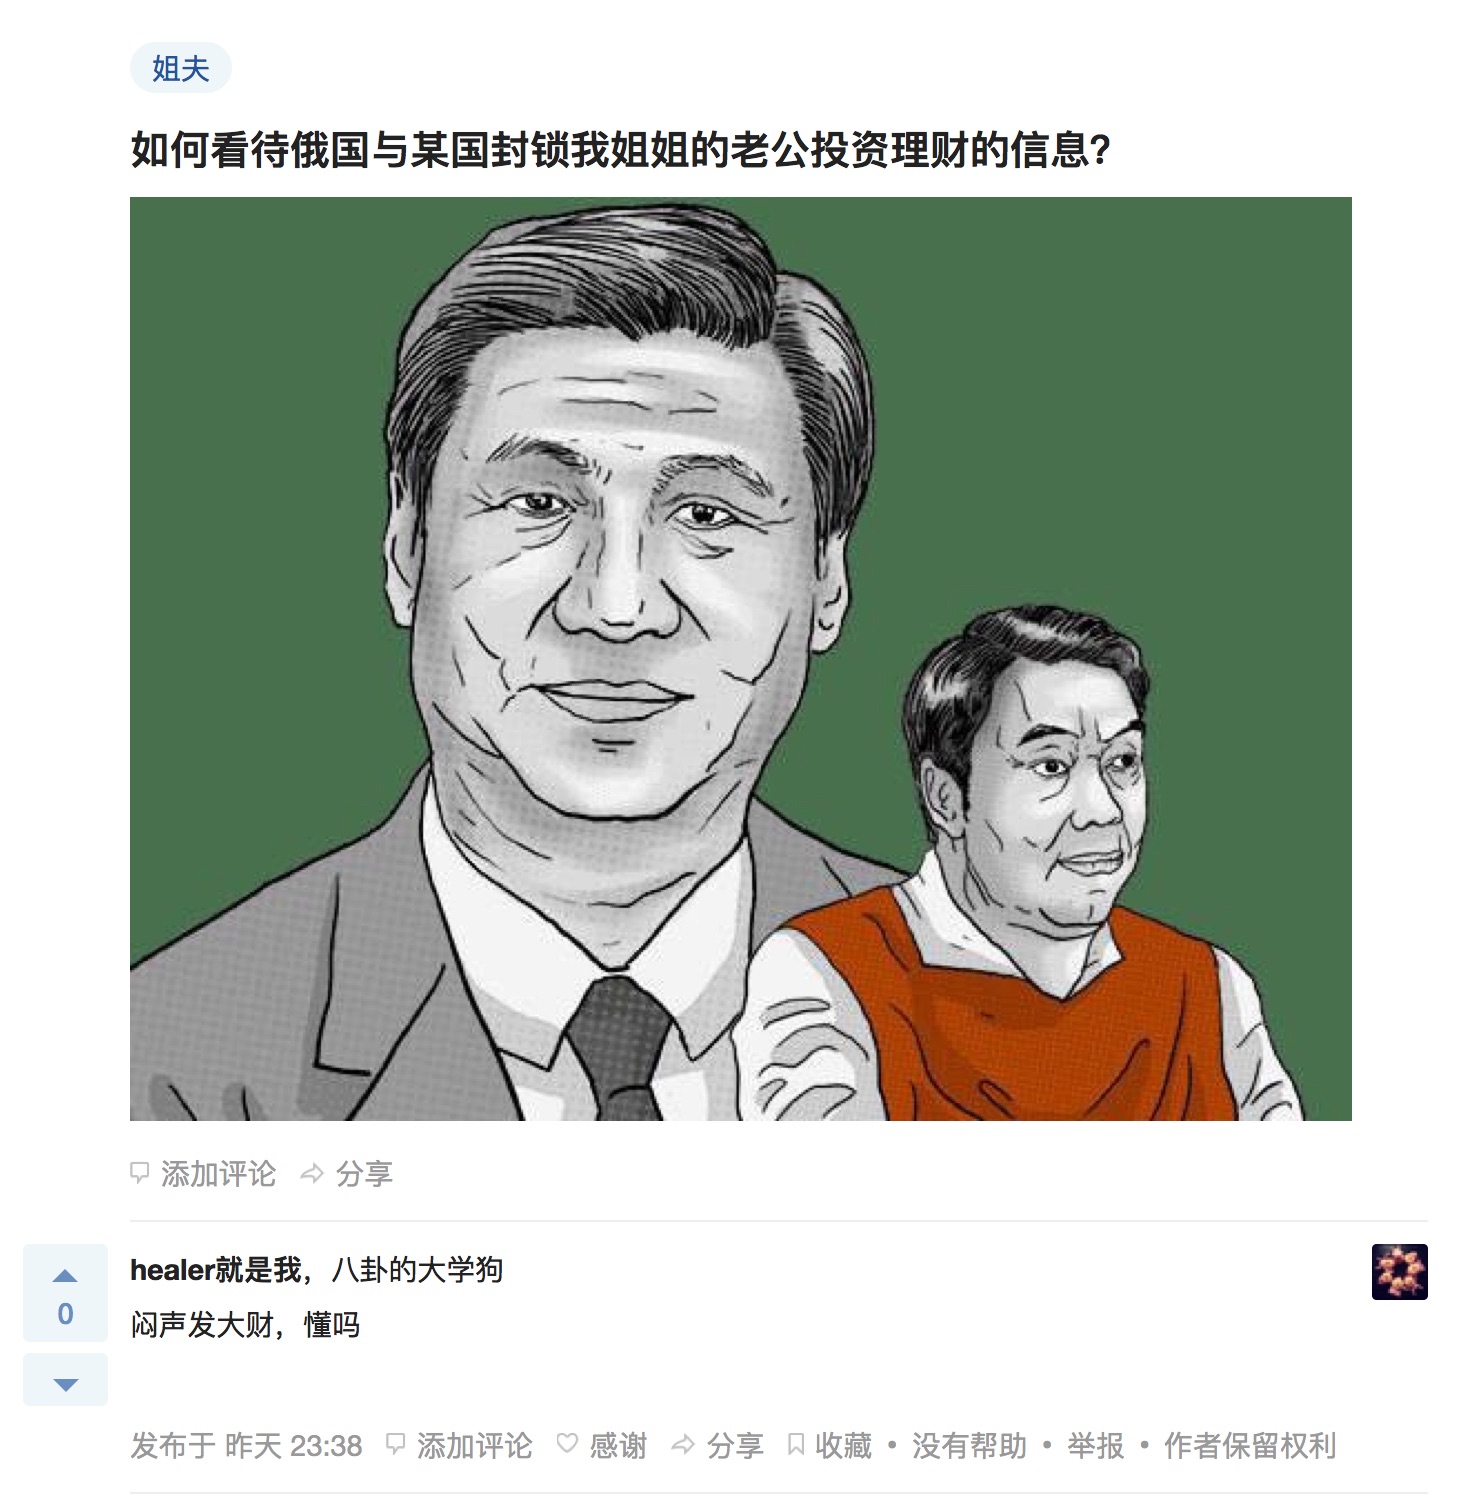 姐夫
如何看待俄国与某国封锁我姐姐的老公投资理财的信息?
添加评论 分享
healer就是我，八卦的大学狗
0
闷声发大财，懂吗
发布于 昨天 23:38 添加评论 感谢 分享 收藏 • 没有帮助 • 举报 • 作者保留权利